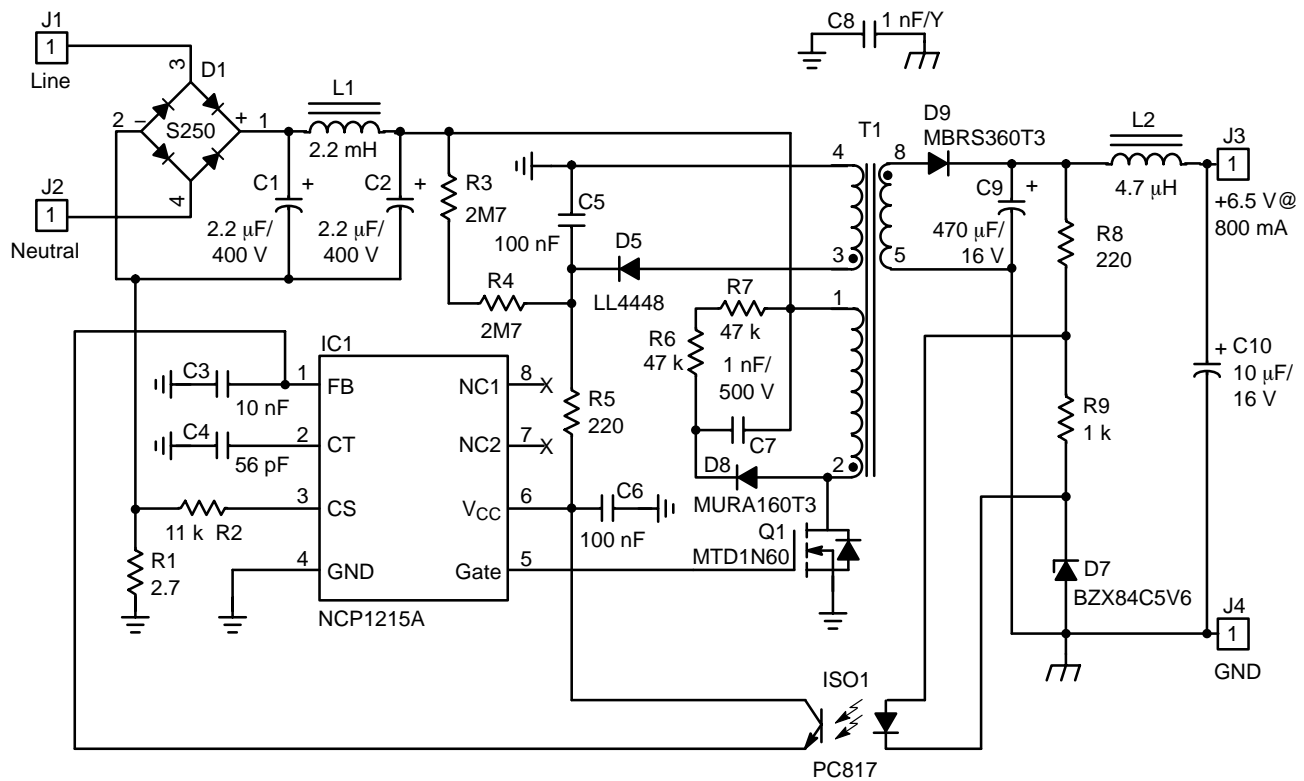 J1
1
Line
3
D1
2
–
S250
+
1
4
J2
1
Neutral
L1
2.2 mH
C1
+
2.2 µF/
400 V
C2
+
2.2 µF/
400 V
R3
2M7
R4
2M7
C5
100 nF
D5
LL4448
C8
1 nF/Y
T1
4
3
1
2
8
5
D9
MBRS360T3
C9
+
470 µF/
16 V
L2
4.7 µH
J3
1
+6.5 V@
800 mA
R8
220
R7
47 k
R6
47 k
1 nF/
500 V
C7
D8
MURA160T3
R9
1 k
+
C10
10 µF/
16 V
IC1
C3
10 nF
1
FB
C4
56 pF
2
CT
11 k
R2
3
CS
4
GND
NC1
8
X
NC2
7
X
VCC
6
Gate
5
NCP1215A
R1
2.7
R5
220
C6
100 nF
Q1
MTD1N60
D7
BZX84C5V6
J4
1
GND
ISO1
PC817